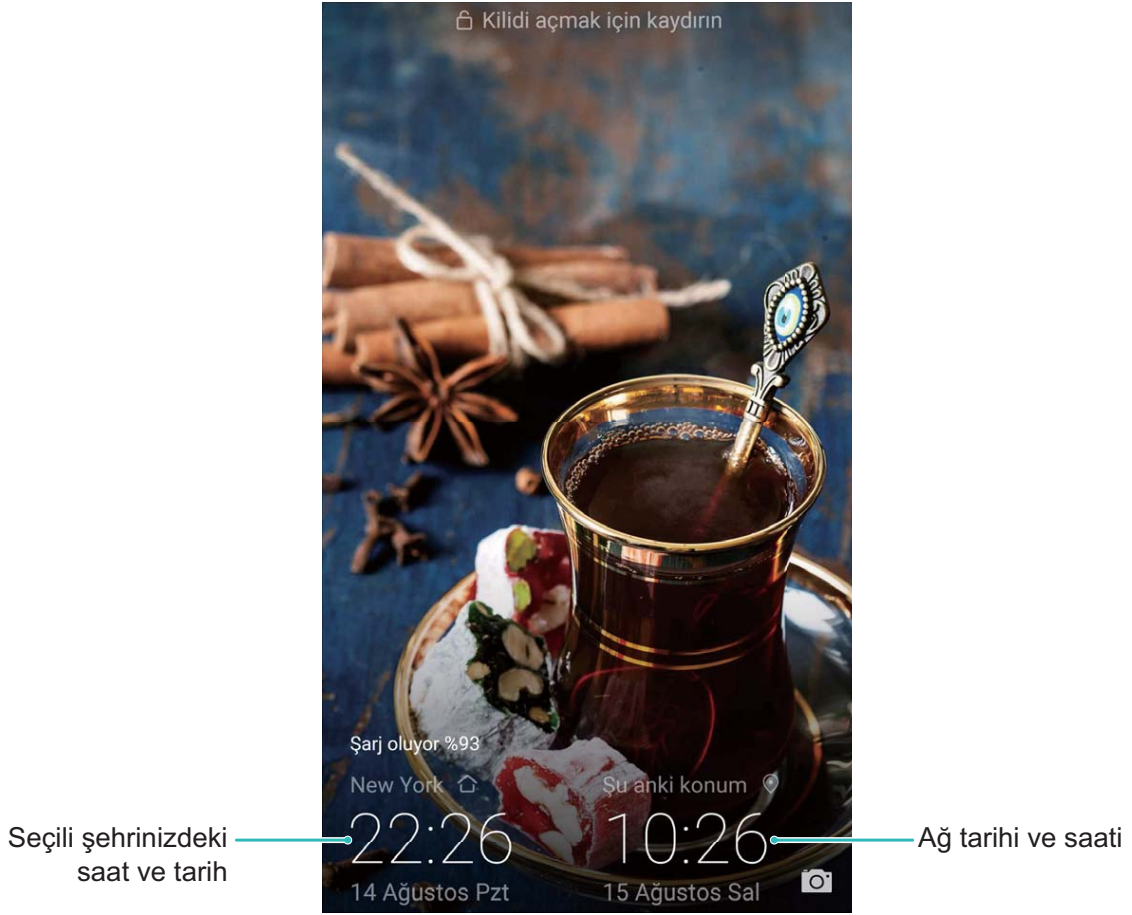 Kilidi açmak için kaydırın
Şarj oluyor %93
New York
Şu anki konum
22:26
10:26
14 Ağustos Pzt
15 Ağustos Sal
Seçili şehrinizdeki
saat ve tarih
Ağ tarihi ve saati